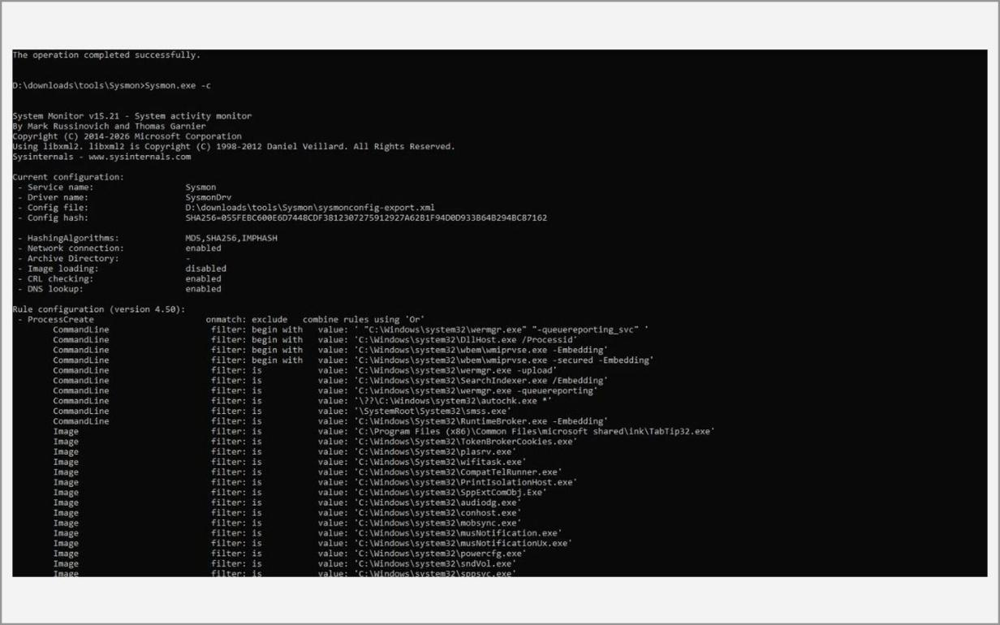 The operation completed successfully.
D:\downloads\tools\Sysmon>Sysmon.exe -c
System Monitor v15.21 - System activity monitor
By Mark Russinovich and Thomas Garnier
Copyright (C) 2014-2026 Microsoft Corporation
Using libxml2. libxml2 is Copyright (C) 1998-2012 Daniel Veillard. All Rights Reserved.
Sysinternals - www.sysinternals.com
Current configuration:
- Service name: Sysmon
- Driver name: SysmonDrv
- Config file: D:\downloads\tools\Sysmon\sysmonconfig-export.xml
- Config hash: SHA256=055FEBC600E6D7448CDF3812307275912927A62B1F94D0D933B64B294BC87162
- HashingAlgorithms: MD5,SHA256,IMPHASH
- Network connection: enabled
- Archive Directory: -
- Image loading: disabled
- CRL checking: enabled
- DNS lookup: enabled
Rule configuration (version 4.50):
- ProcessCreate onmatch: exclude combine rules using 'Or'
CommandLine filter: begin with value: ' "C:\Windows\system32\wermgr.exe" "-queuereporting_svc" '
CommandLine filter: begin with value: 'C:\Windows\system32\DllHost.exe /Processid'
CommandLine filter: begin with value: 'C:\Windows\system32\wbem\wmiprvse.exe -Embedding'
CommandLine filter: begin with value: 'C:\Windows\system32\wbem\wmiprvse.exe -secured -Embedding'
CommandLine filter: is value: 'C:\Windows\system32\wermgr.exe -upload'
CommandLine filter: is value: 'C:\Windows\system32\SearchIndexer.exe /Embedding'
CommandLine filter: is value: 'C:\windows\system32\wermgr.exe -queuereporting'
CommandLine filter: is value: '\??\C:\Windows\system32\autochk.exe *'
CommandLine filter: is value: '\SystemRoot\System32\smss.exe'
CommandLine filter: is value: 'C:\Windows\System32\RuntimeBroker.exe -Embedding'
Image filter: is value: 'C:\Program Files (x86)\Common Files\microsoft shared\ink\TabTip32.exe'
Image filter: is value: 'C:\Windows\System32\TokenBrokerCookies.exe'
Image filter: is value: 'C:\Windows\System32\plasrv.exe'
Image filter: is value: 'C:\Windows\System32\wifitask.exe'
Image filter: is value: 'C:\Windows\system32\CompatTelRunner.exe'
Image filter: is value: 'C:\Windows\system32\PrintIsolationHost.exe'
Image filter: is value: 'C:\Windows\system32\SppExtComObj.Exe'
Image filter: is value: 'C:\Windows\system32\audiodg.exe'
Image filter: is value: 'C:\Windows\system32\conhost.exe'
Image filter: is value: 'C:\Windows\system32\mobsync.exe'
Image filter: is value: 'C:\Windows\system32\musNotification.exe'
Image filter: is value: 'C:\Windows\system32\musNotificationUx.exe'
Image filter: is value: 'C:\Windows\system32\powercfg.exe'
Image filter: is value: 'C:\Windows\system32\sndVol.exe'
Image filter: is value: 'C:\Windows\system32\sppsvc.exe'